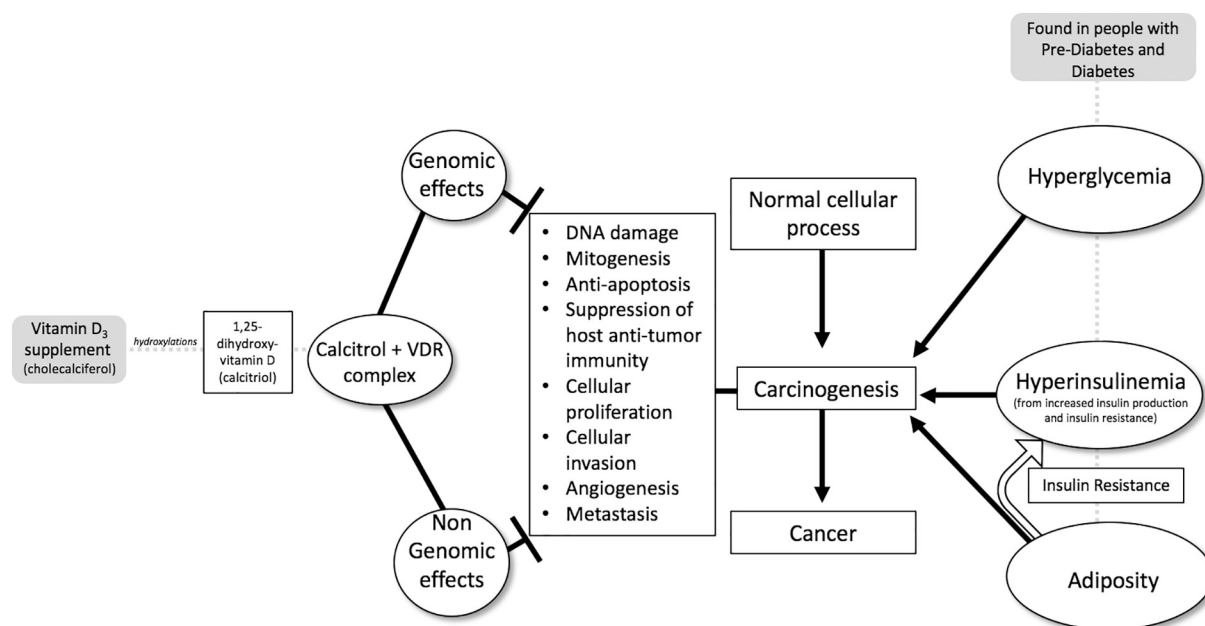 Found in people with
Pre-Diabetes and
Diabetes
Genomic
effects
Hyperglycemia
Normal cellular
process
• DNA damage
• Mitogenesis
• Anti-apoptosis
• Suppression of
host anti-tumor
immunity
• Cellular
proliferation
• Cellular
invasion
• Angiogenesis
• Metastasis
Vitamin D₃
supplement
(cholecalciferol)
hydroxylations
1,25-
dihydroxy-
vitamin D
(calcitriol)
Calcitrol + VDR
complex
Carcinogenesis
Hyperinsulinemia
(from increased insulin production
and insulin resistance)
Insulin Resistance
Non
Genomic
effects
Cancer
Adiposity